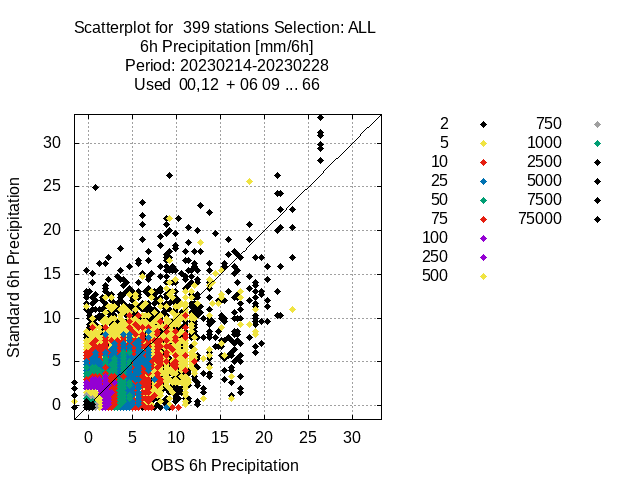 Scatterplot for  399 stations Selection: ALL
6h Precipitation [mm/6h]
Period: 20230214-20230228
Used  00,12  + 06 09 ... 66
Standard 6h Precipitation
30
25
20
15
10
5
0
0 5 10 15 20 25 30
OBS 6h Precipitation
2 750
5 1000
10 2500
25 5000
50 7500
75 75000
100
250
500